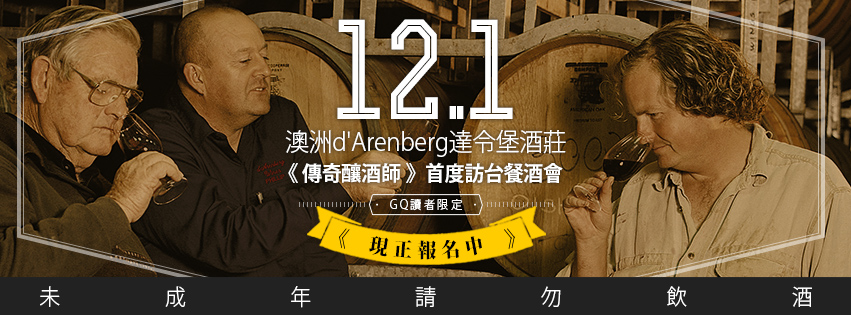 12.1
澳洲d'Arenberg達令堡酒莊
《傳奇釀酒師》首度訪台餐酒會
GQ讀者限定
《 現正報名中 》
未成年請勿飲酒